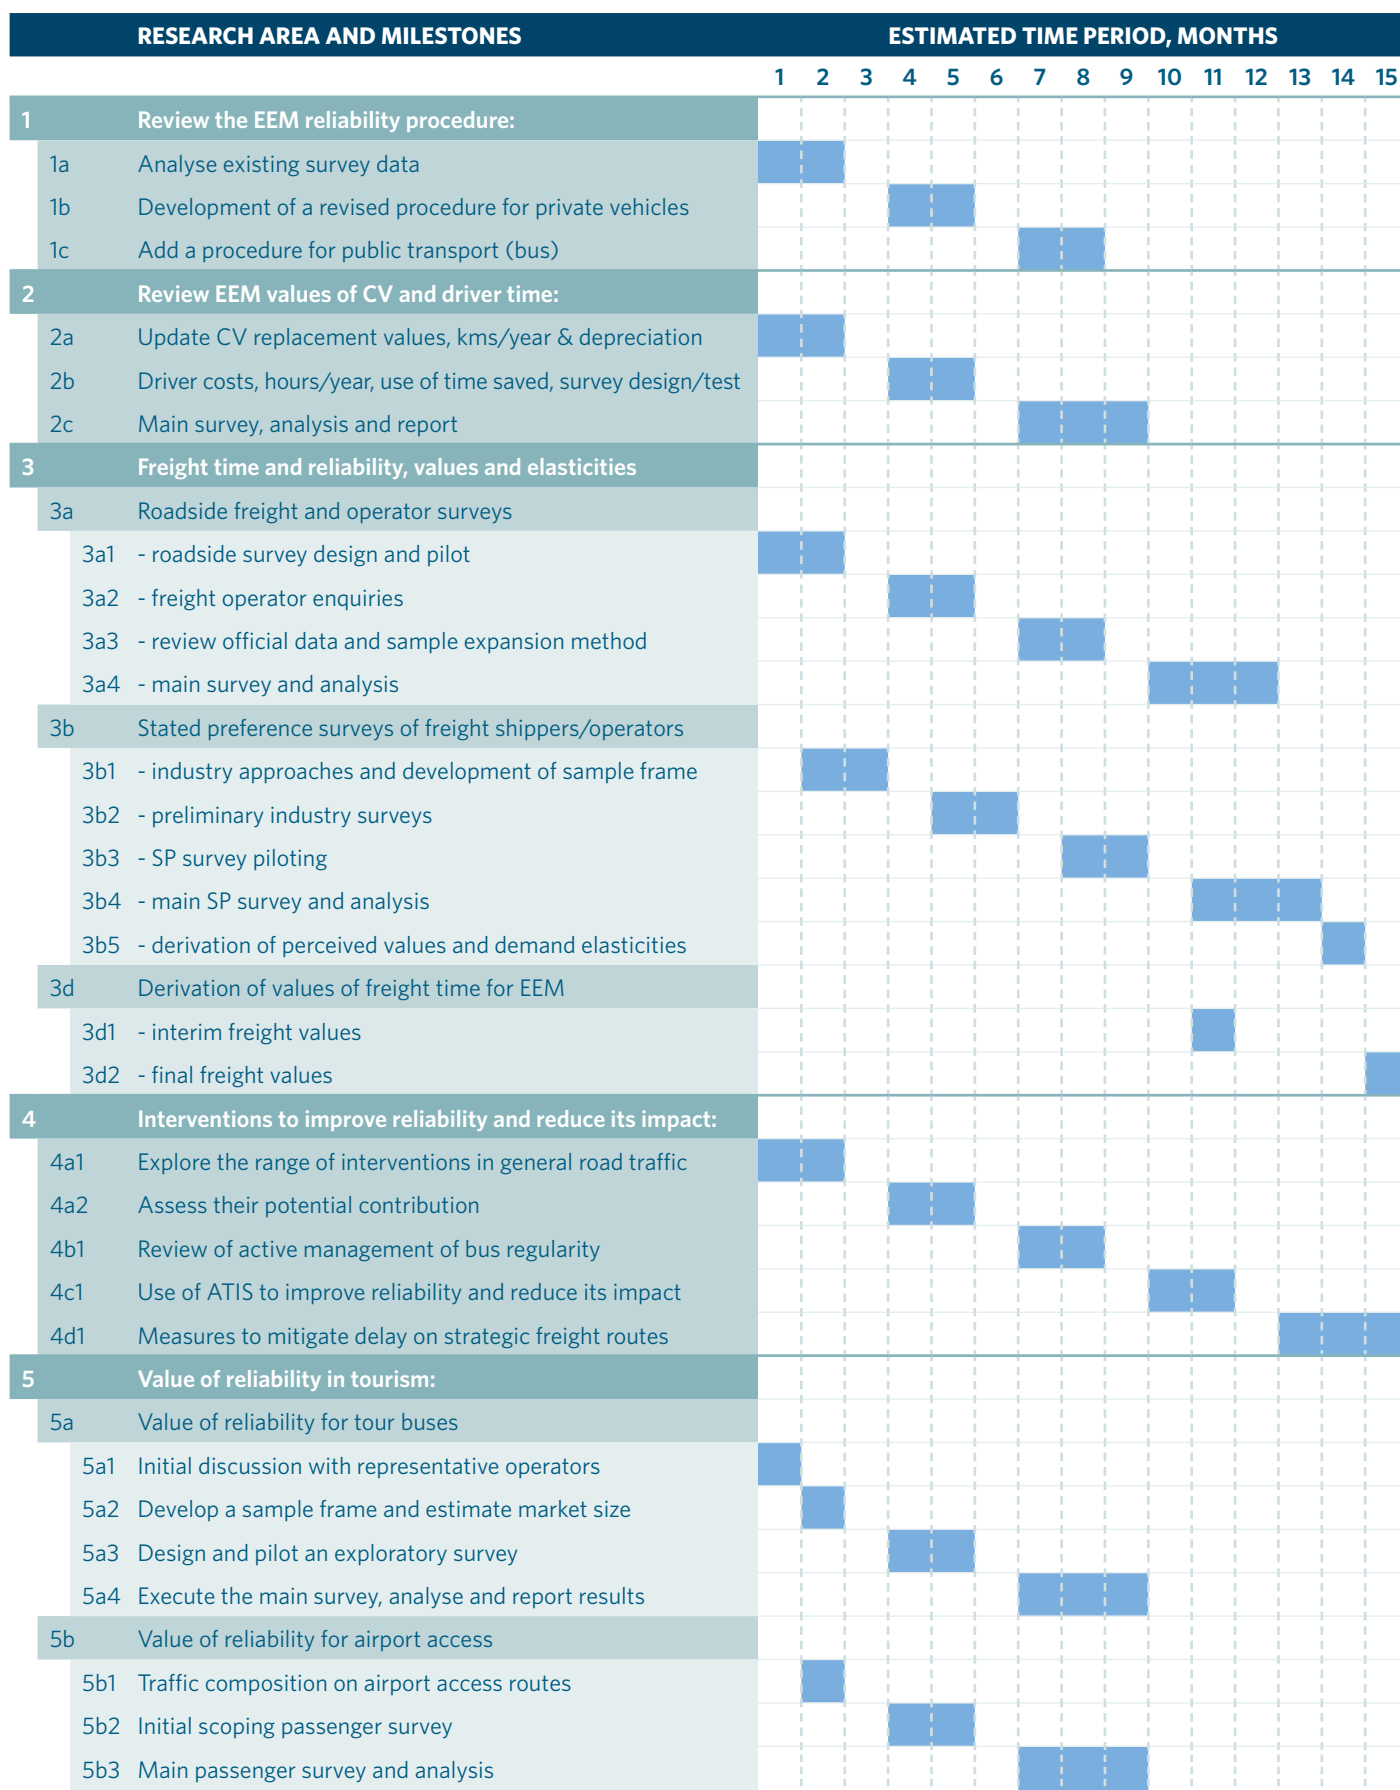 RESEARCH AREA AND MILESTONES ESTIMATED TIME PERIOD, MONTHS
1 2 3 4 5 6 7 8 9 10 11 12 13 14 15
1 Review the EEM reliability procedure:
1a Analyse existing survey data
1b Development of a revised procedure for private vehicles
1c Add a procedure for public transport (bus)
2 Review EEM values of CV and driver time:
2a Update CV replacement values, kms/year & depreciation
2b Driver costs, hours/year, use of time saved, survey design/test
2c Main survey, analysis and report
3 Freight time and reliability, values and elasticities
3a Roadside freight and operator surveys
3a1 - roadside survey design and pilot
3a2 - freight operator enquiries
3a3 - review official data and sample expansion method
3a4 - main survey and analysis
3b Stated preference surveys of freight shippers/operators
3b1 - industry approaches and development of sample frame
3b2 - preliminary industry surveys
3b3 - SP survey piloting
3b4 - main SP survey and analysis
3b5 - derivation of perceived values and demand elasticities
3d Derivation of values of freight time for EEM
3d1 - interim freight values
3d2 - final freight values
4 Interventions to improve reliability and reduce its impact:
4a1 Explore the range of interventions in general road traffic
4a2 Assess their potential contribution
4b1 Review of active management of bus regularity
4c1 Use of ATIS to improve reliability and reduce its impact
4d1 Measures to mitigate delay on strategic freight routes
5 Value of reliability in tourism:
5a Value of reliability for tour buses
5a1 Initial discussion with representative operators
5a2 Develop a sample frame and estimate market size
5a3 Design and pilot an exploratory survey
5a4 Execute the main survey, analyse and report results
5b Value of reliability for airport access
5b1 Traffic composition on airport access routes
5b2 Initial scoping passenger survey
5b3 Main passenger survey and analysis